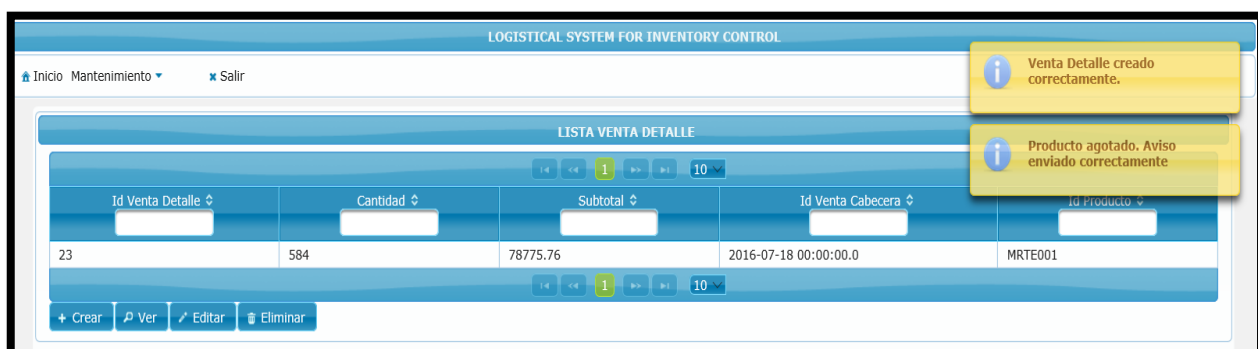 LOGISTICAL SYSTEM FOR INVENTORY CONTROL
Inicio Mantenimiento Salir
Venta Detalle creado
correctamente.
Producto agotado. Aviso
enviado correctamente
LISTA VENTA DETALLE
1 10
Id Venta Detalle Cantidad Subtotal Id Venta Cabecera Id Producto
23 584 78775.76 2016-07-18 00:00:00.0 MRTE001
1 10
+ Crear Ver Editar Eliminar